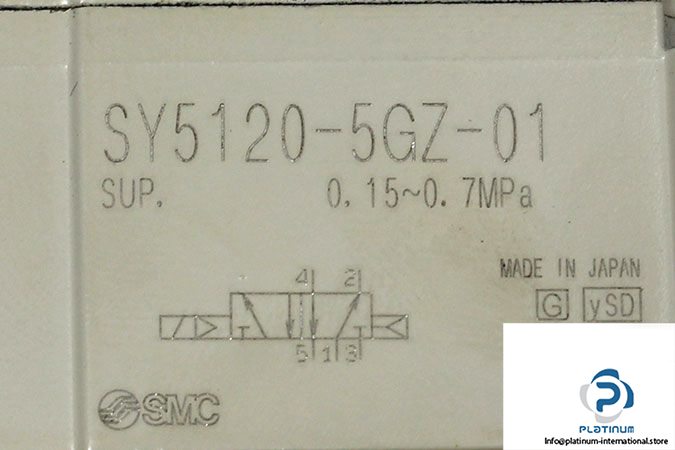 SY5120-5GZ-01
SUP. 0.15~0.7MPa
4 2
MADE IN JAPAN
G ySD
5 1 3
SMC
PLATINUM
Info@platinum-international.store